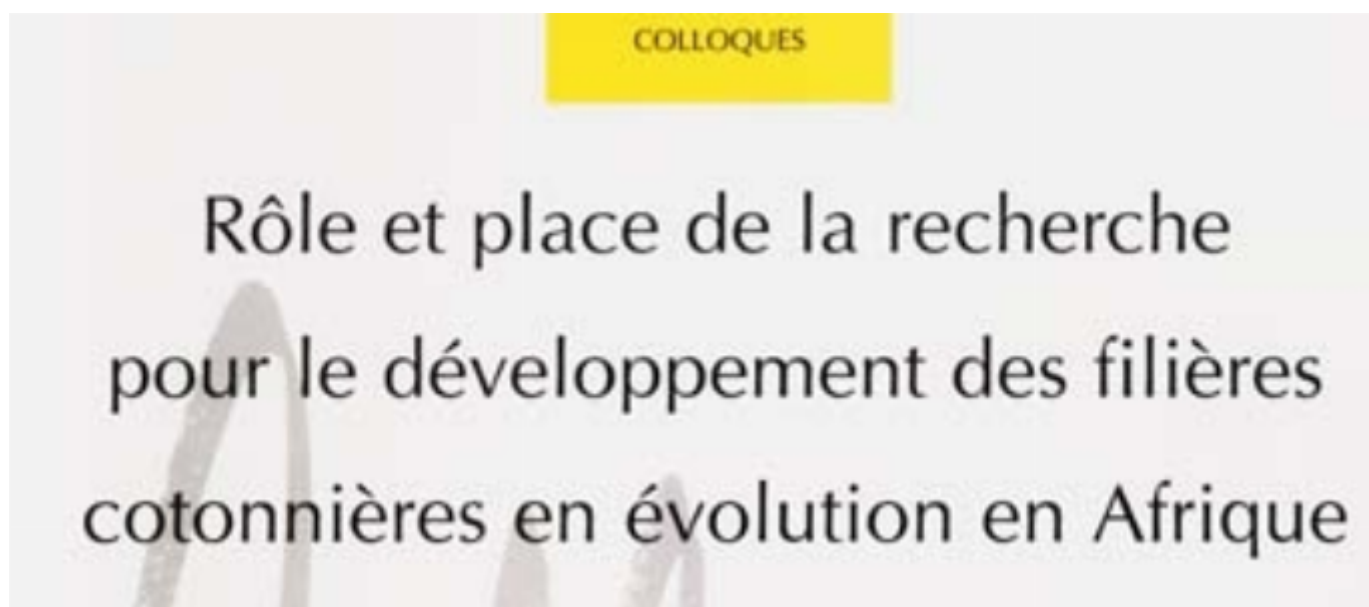 COLLOQUES
Rôle et place de la recherche
pour le développement des filières
cotonnières en évolution en Afrique